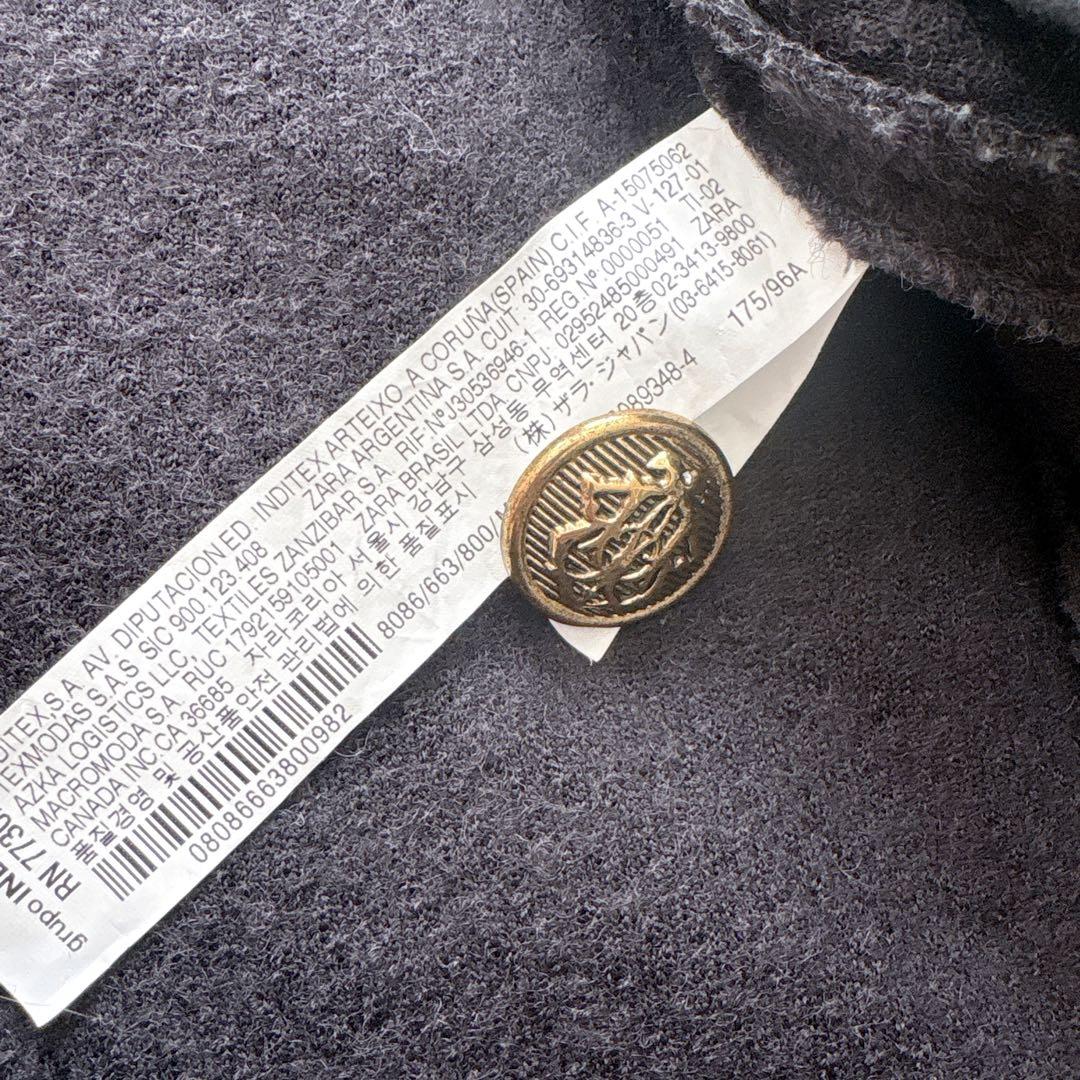 S.A. AV. DIPUTACION ED. INDITEX ARTEIXO. A CORUÑA(SPAIN) C.I.F. A-15075062
TEXMODAS S.A.S SIC 900.123.408 ZARA ARGENTINA S.A. CUIT: 30-69314836-3 V-127-01
AZKA LOGISTICS LLC, TEXTILES ZANZIBAR S.A. RIF-NºJ30536946-1 REG.Nº:0000051 TI-02
MACROMODA S.A. RUC 1792159105001 ZARA BRASIL LTDA, CNPJ. 02952485000491 ZARA
CANADA INC.CA 36685 자라코리아 서울시 강남구 삼성동 무역센터 20층02-3413-9800
품질경영 및 공산품안전 관리법에 의한 품질표시 (株) ザラ・ジャパン (03-6415-8061)
RN 773
8086/663/800/ 175/96A
08086663800982
grupo